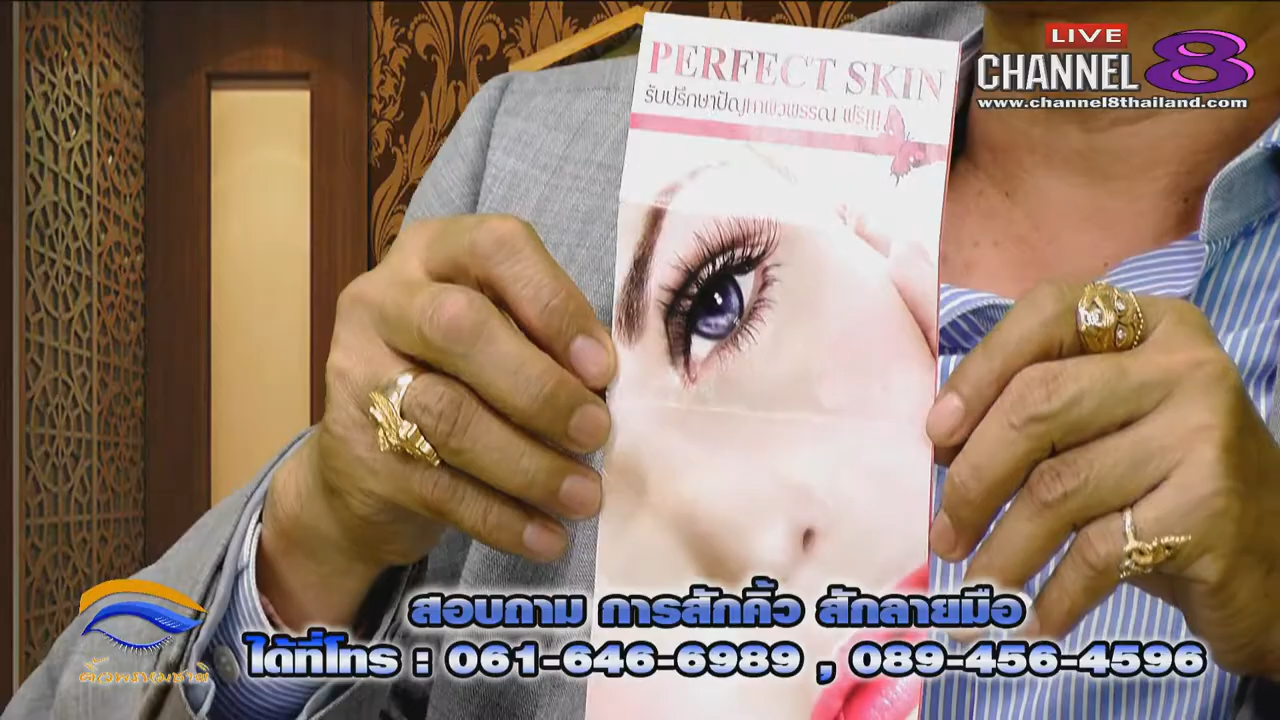 PERFECT SKIN
รับปรึกษาปัญหาผิวพรรณ ฟรี!!!
LIVE
CHANNEL 8
www.channel8thailand.com
สอบถาม การสักคิ้ว สักลายมือ
ได้ที่โทร : 061-646-6989 , 089-456-4596